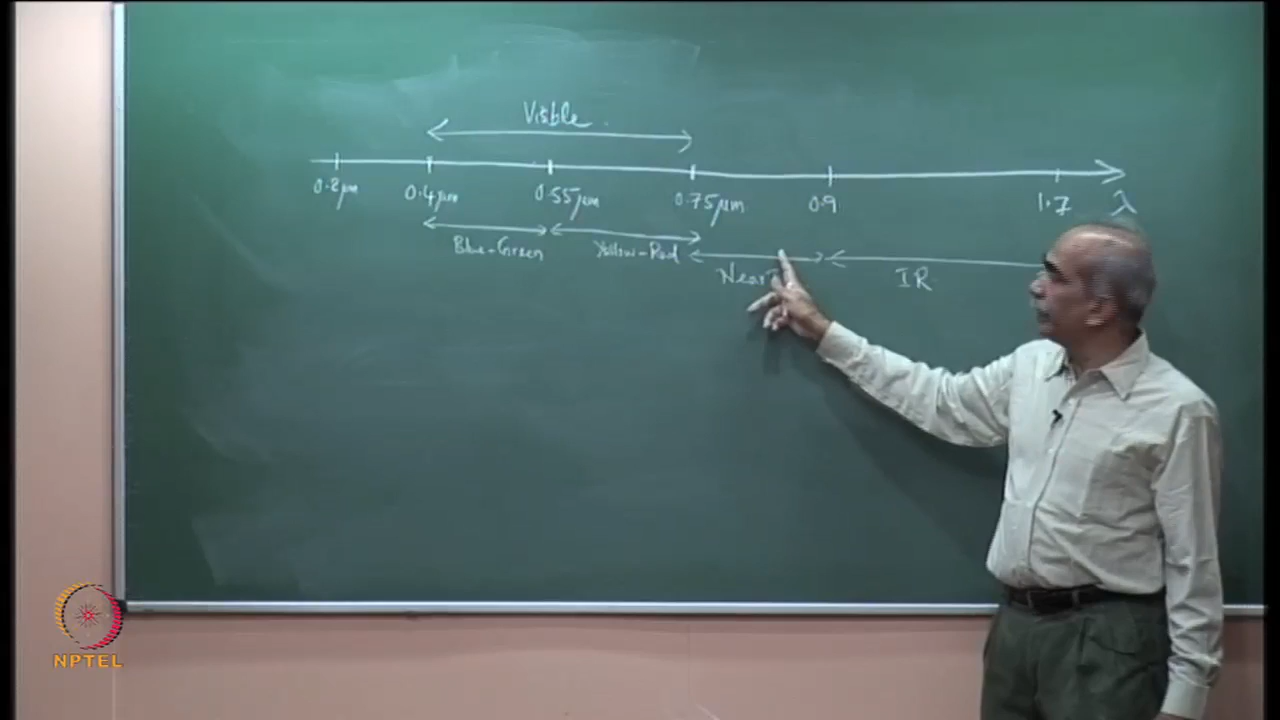 Visble
0.2μm 0.4μm 0.55μm 0.75μm 0.9 1.7 λ
Blue-Green Yellow-Red
Near IR
NPTEL